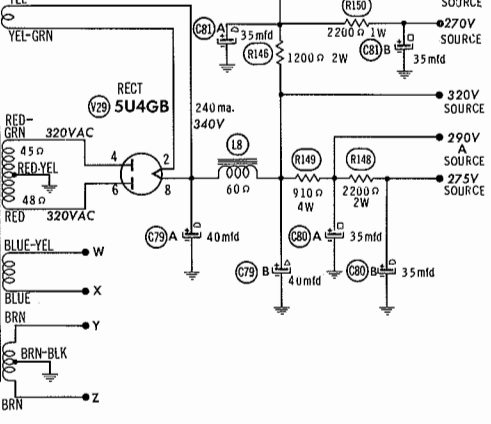 YEL
YEL-GRN
RECT
V29 5U4GB
RED-
GRN 320VAC
45Ω
RED-YEL
48Ω
RED 320VAC
4
6
2
8
240 ma.
340V
L8
60Ω
C79 A 40mfd
C79 B 40mfd
C81 A 35mfd
R146 1200Ω 2W
R150
2200Ω 1W
C81 B 35mfd
SOURCE
270V
SOURCE
320V
SOURCE
290V
A
SOURCE
275V
SOURCE
R149
910Ω
4W
R148
2200Ω
2W
C80 A 35mfd
C80 B 35mfd
BLUE-YEL W
BLUE X
BRN Y
BRN-BLK
BRN Z